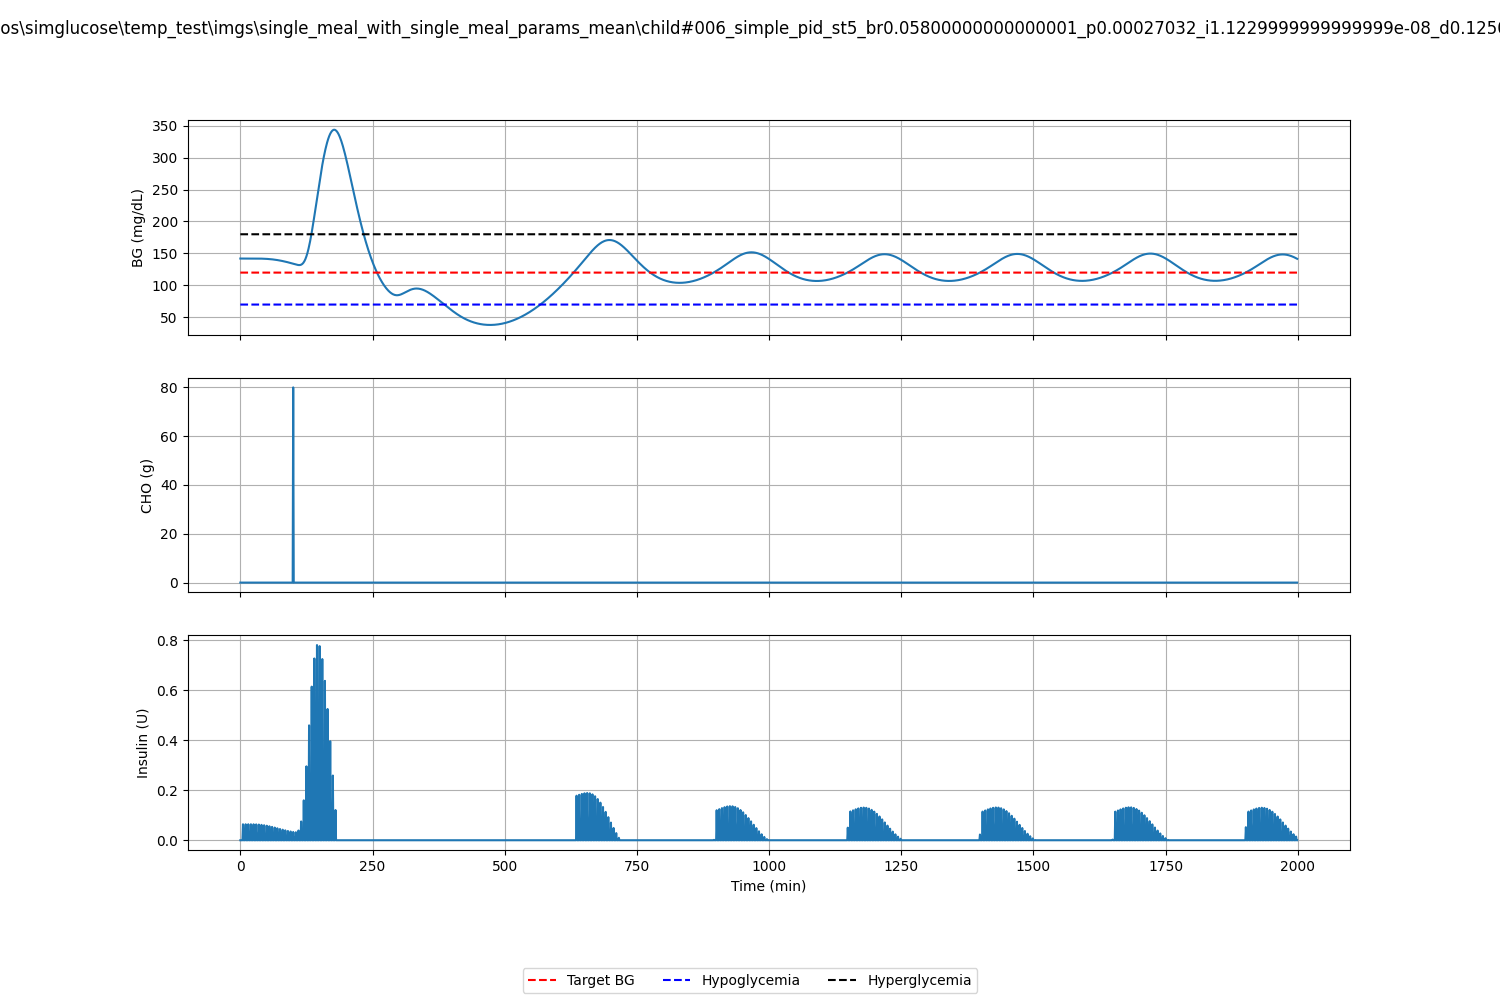 os\simglucose\temp_test\imgs\single_meal_with_single_meal_params_mean\child#006_simple_pid_st5_br0.05800000000000001_p0.00027032_i1.1229999999999999e-08_d0.1250
350
300
250
200
150
100
50
BG (mg/dL)
80
60
40
20
0
CHO (g)
0.8
0.6
0.4
0.2
0.0
Insulin (U)
0 250 500 750 1000 1250 1500 1750 2000
Time (min)
Target BG Hypoglycemia Hyperglycemia